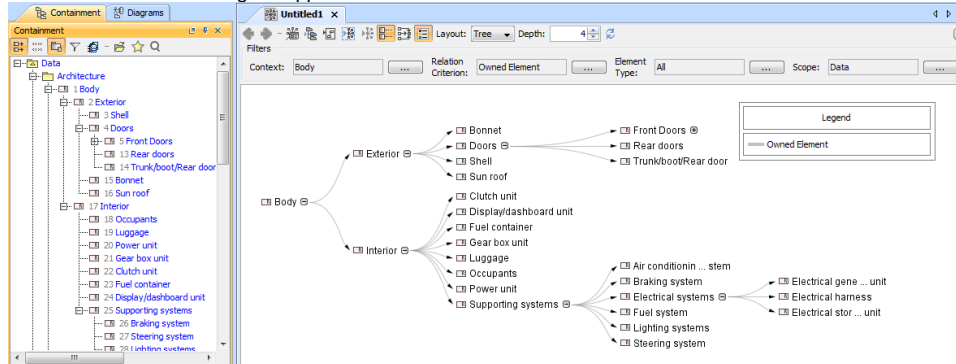 Containment
Diagrams
Containment
Data
Architecture
1 Body
2 Exterior
3 Shell
4 Doors
5 Front Doors
13 Rear doors
14 Trunk/boot/Rear door
15 Bonnet
16 Sun roof
17 Interior
18 Occupants
19 Luggage
20 Power unit
21 Gear box unit
22 Clutch unit
23 Fuel container
24 Display/dashboard unit
25 Supporting systems
26 Braking system
27 Steering system
28 Lighting systems
Untitled1
Layout: Tree Depth: 4
Filters
Context: Body ... Relation Criterion: Owned Element ... Element Type: All ... Scope: Data ...
Legend
Owned Element
Body
Exterior
Bonnet
Doors
Shell
Sun roof
Front Doors
Rear doors
Trunk/boot/Rear door
Interior
Clutch unit
Display/dashboard unit
Fuel container
Gear box unit
Luggage
Occupants
Power unit
Supporting systems
Air conditionin ... stem
Braking system
Electrical systems
Fuel system
Lighting systems
Steering system
Electrical gene ... unit
Electrical harness
Electrical stor ... unit